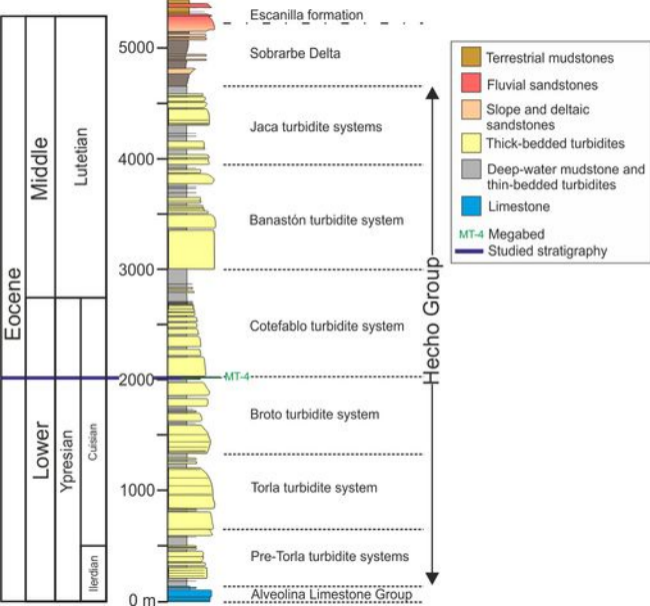 Eocene
Middle
Lower
Lutetian
Ypresian
Cuisian
Ilerdian
5000
4000
3000
2000
1000
0 m
Escanilla formation
Sobrarbe Delta
Jaca turbidite systems
Banastón turbidite system
Cotefablo turbidite system
MT-4
Broto turbidite system
Torla turbidite system
Pre-Torla turbidite systems
Alveolina Limestone Group
Hecho Group
Terrestrial mudstones
Fluvial sandstones
Slope and deltaic
sandstones
Thick-bedded turbidites
Deep-water mudstone and
thin-bedded turbidites
Limestone
MT-4 Megabed
Studied stratigraphy